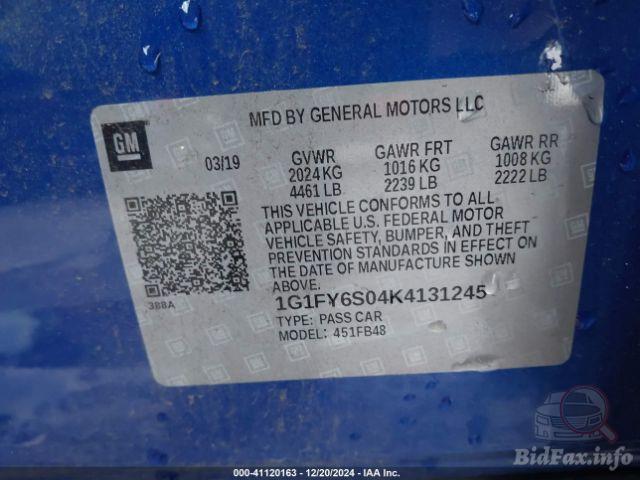 MFD BY GENERAL MOTORS LLC
GM
03/19
GVWR GAWR FRT GAWR RR
2024 KG 1016 KG 1008 KG
4461 LB 2239 LB 2222 LB
THIS VEHICLE CONFORMS TO ALL
APPLICABLE U.S. FEDERAL MOTOR
VEHICLE SAFETY, BUMPER, AND THEFT
PREVENTION STANDARDS IN EFFECT ON
THE DATE OF MANUFACTURE SHOWN
ABOVE.
3BBA
1G1FY6S04K4131245
TYPE: PASS CAR
MODEL: 451FB48
BidFax.info
000-41120163 - 12/20/2024 - IAA Inc.